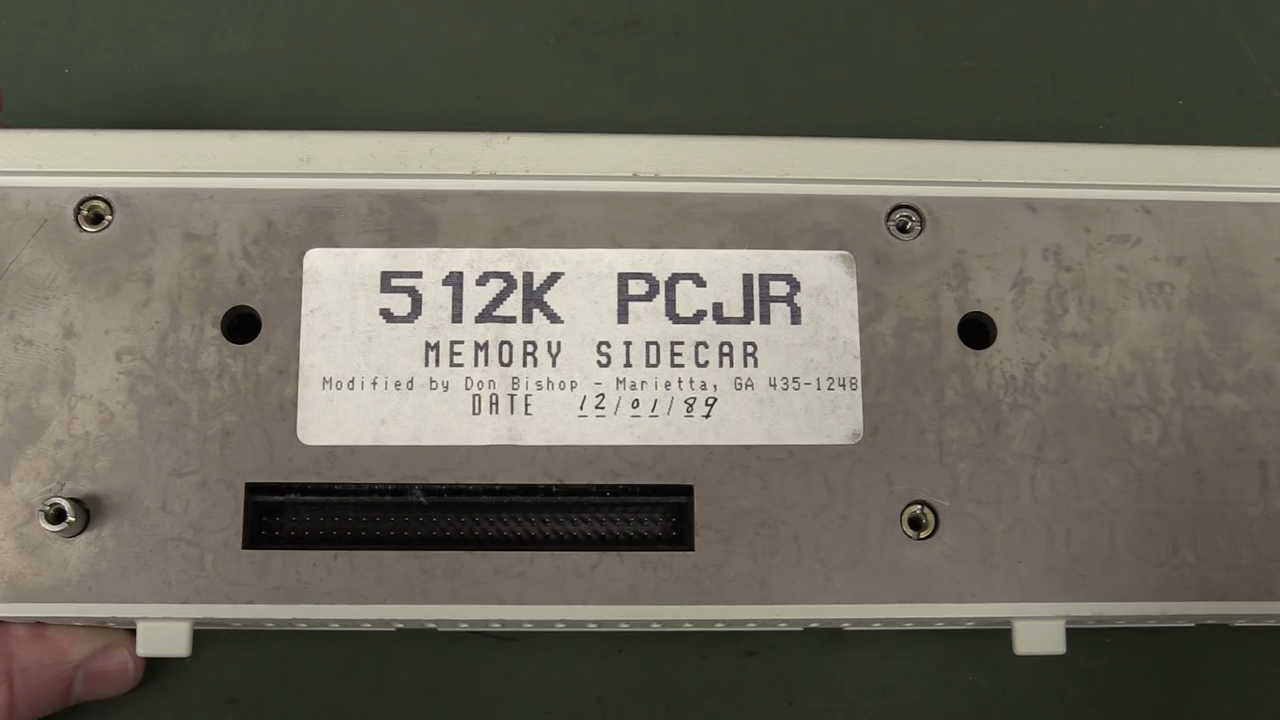 512K PCJR
MEMORY SIDECAR
Modified by Don Bishop - Marietta, GA 435-1248
DATE 12/01/89